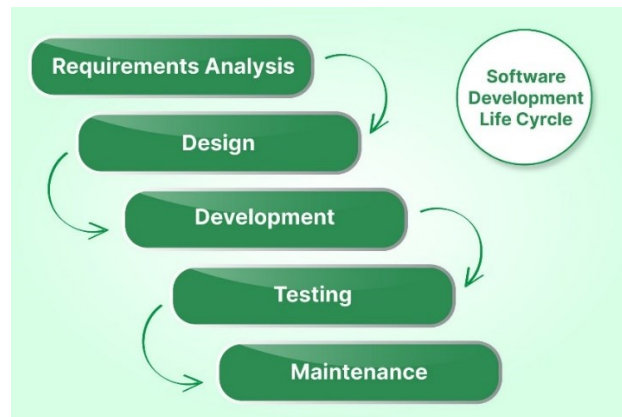 Requirements Analysis
Software
Development
Life Cyrcle
Design
Development
Testing
Maintenance